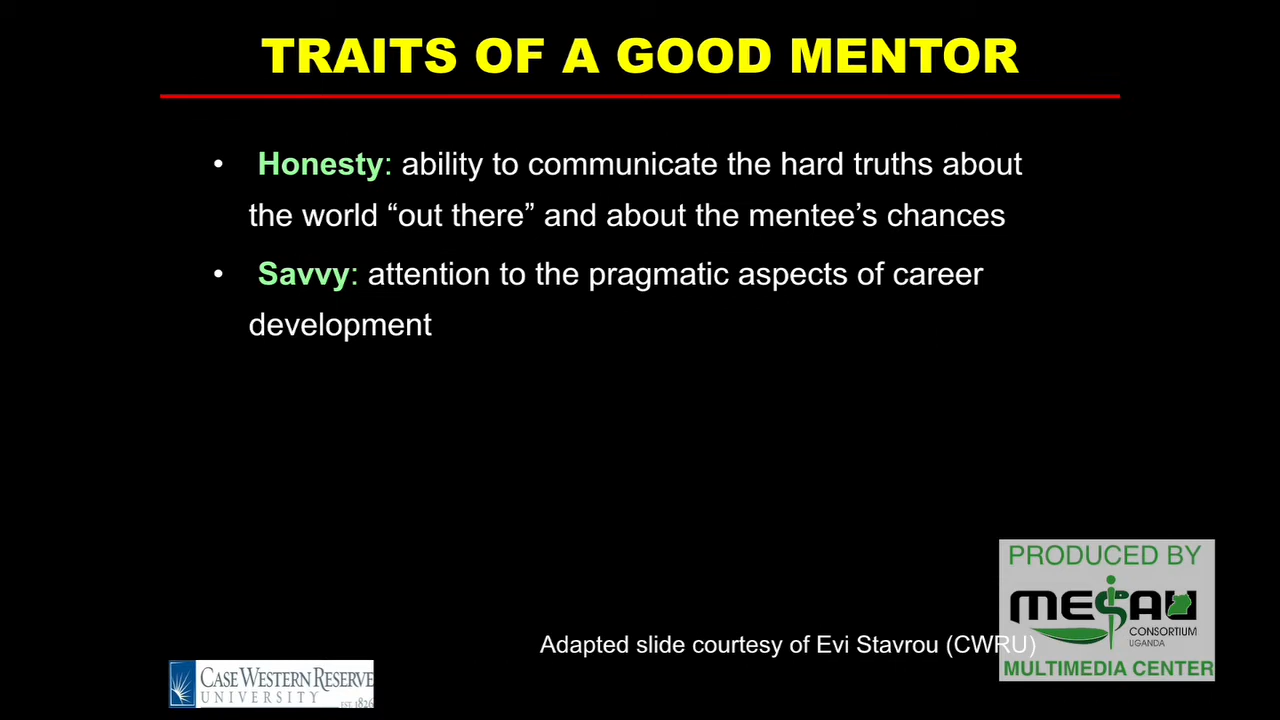 TRAITS OF A GOOD MENTOR
• Honesty: ability to communicate the hard truths about
the world “out there” and about the mentee’s chances
• Savvy: attention to the pragmatic aspects of career
development
PRODUCED BY
MESAU
CONSORTIUM
UGANDA
MULTIMEDIA CENTER
Adapted slide courtesy of Evi Stavrou (CWRU)
CASE WESTERN RESERVE
UNIVERSITY
EST. 1826